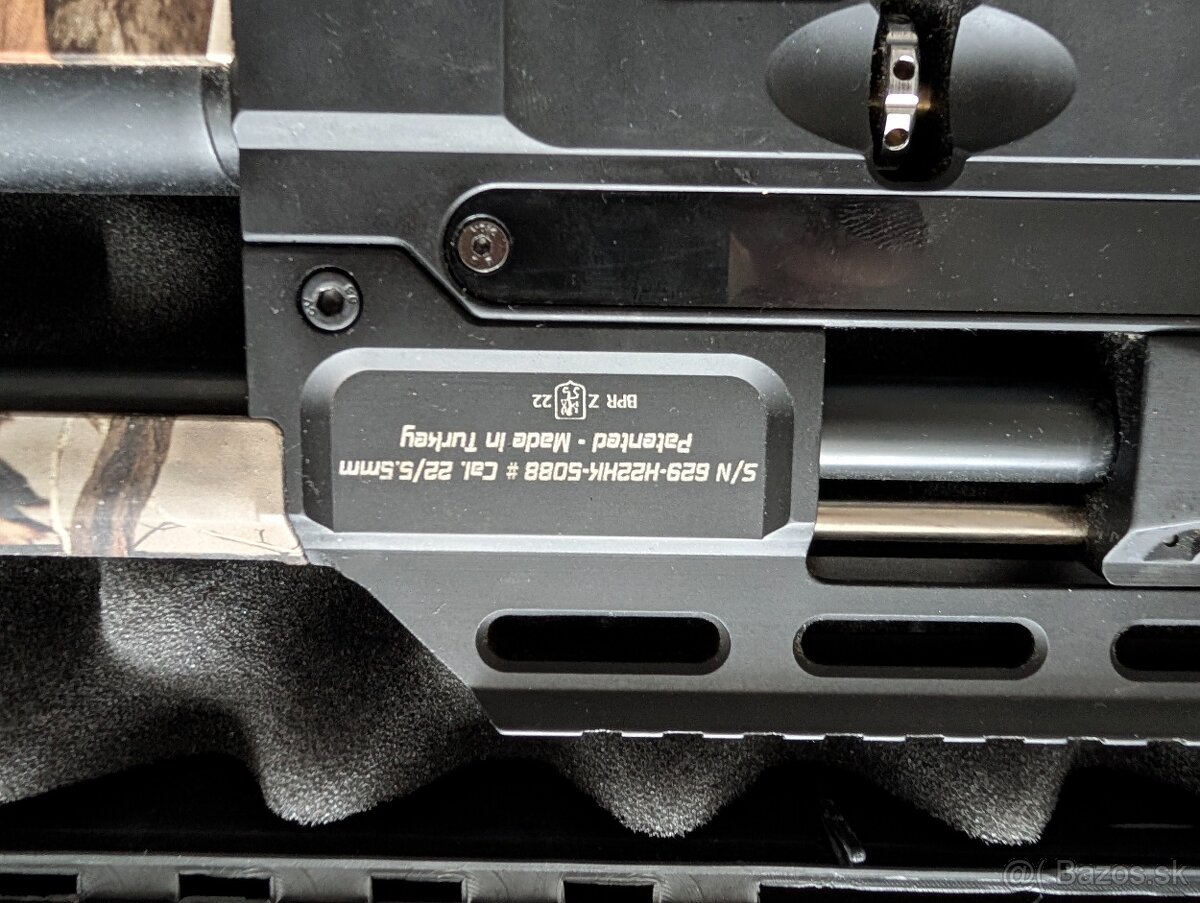 S/N 629-H22HK-5088 # Cal. 22/5.5mm
Patented - Made In Turkey
BPR Z 22
@( Bazos.sk